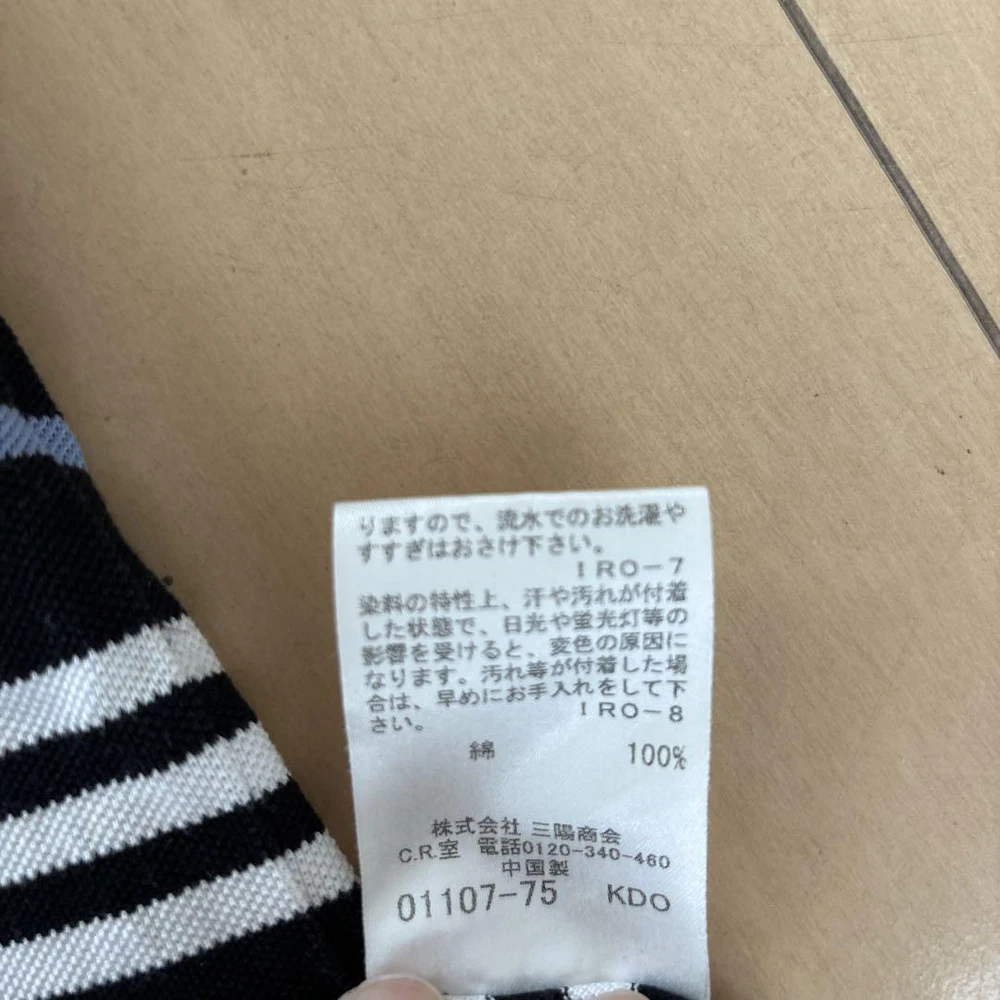 りますので、流水でのお洗濯や
すすぎはおさけ下さい。
IRO-7
染料の特性上、汗や汚れが付着
した状態で、日光や蛍光灯等の
影響を受けると、変色の原因に
なります。汚れ等が付着した場
合は、早めにお手入れをして下
さい。 IRO-8
綿 100%
株式会社 三陽商会
C.R.室 電話0120-340-460
中国製
01107-75 KDO